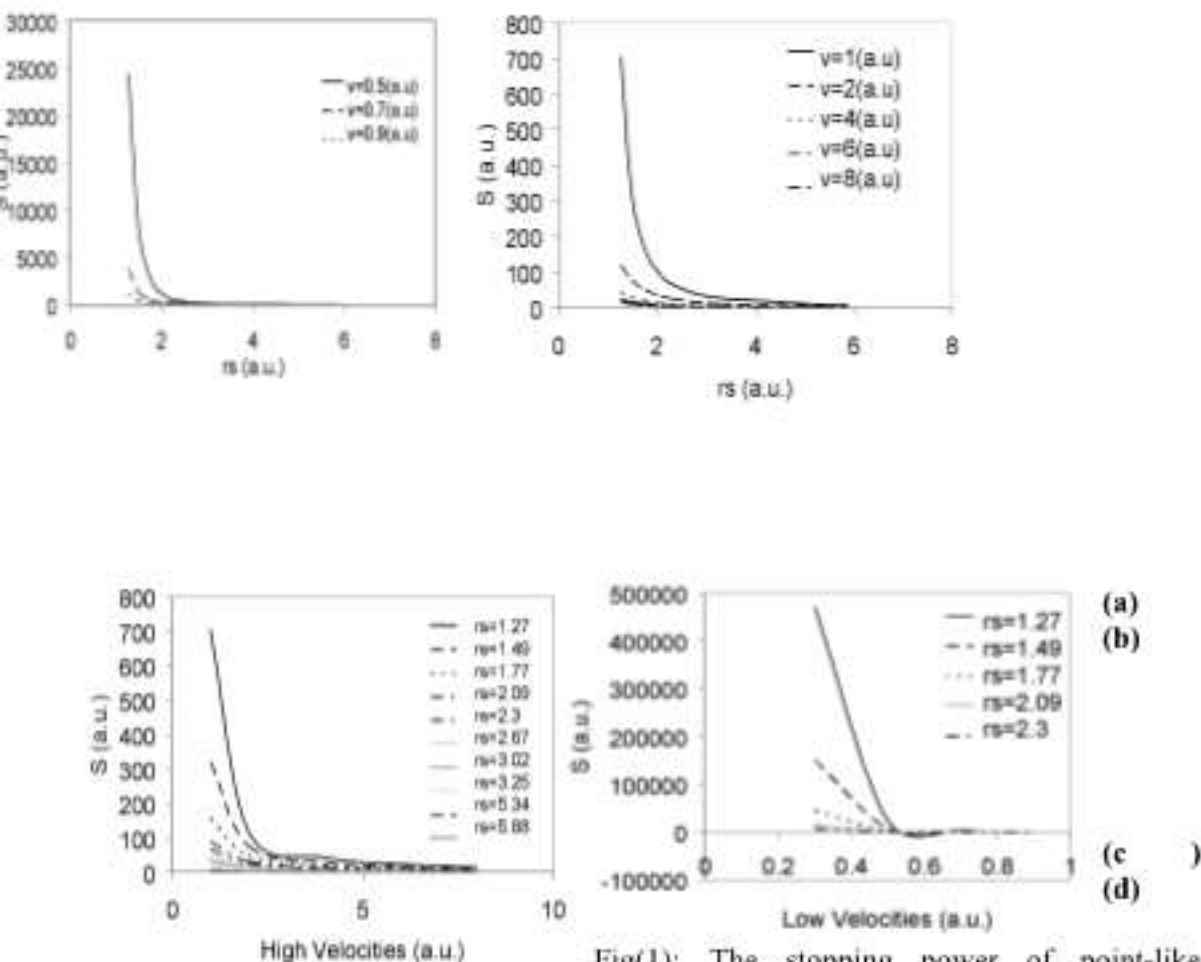 30000
25000
20000
15000
10000
5000
0
S (a.u.)
0 2 4 6 8
rs (a.u.)
v=0.5(a.u)
v=0.7(a.u)
v=0.9(a.u)
800
700
600
500
400
300
200
100
0
S (a.u.)
0 2 4 6 8
rs (a.u.)
v=1(a.u)
v=2(a.u)
v=4(a.u)
v=6(a.u)
v=8(a.u)
800
700
600
500
400
300
200
100
0
S (a.u.)
0 5 10
High Velocities (a.u.)
rs=1.27
rs=1.49
rs=1.77
rs=2.09
rs=2.3
rs=2.67
rs=3.02
rs=3.25
rs=5.34
rs=5.88
500000
400000
300000
200000
100000
0
-100000
S (a.u.)
0 0.2 0.4 0.6 0.8 1
Low Velocities (a.u.)
rs=1.27
rs=1.49
rs=1.77
rs=2.09
rs=2.3
(a)
(b)
(c )
(d)
Fig(1): The stopping power of point-like